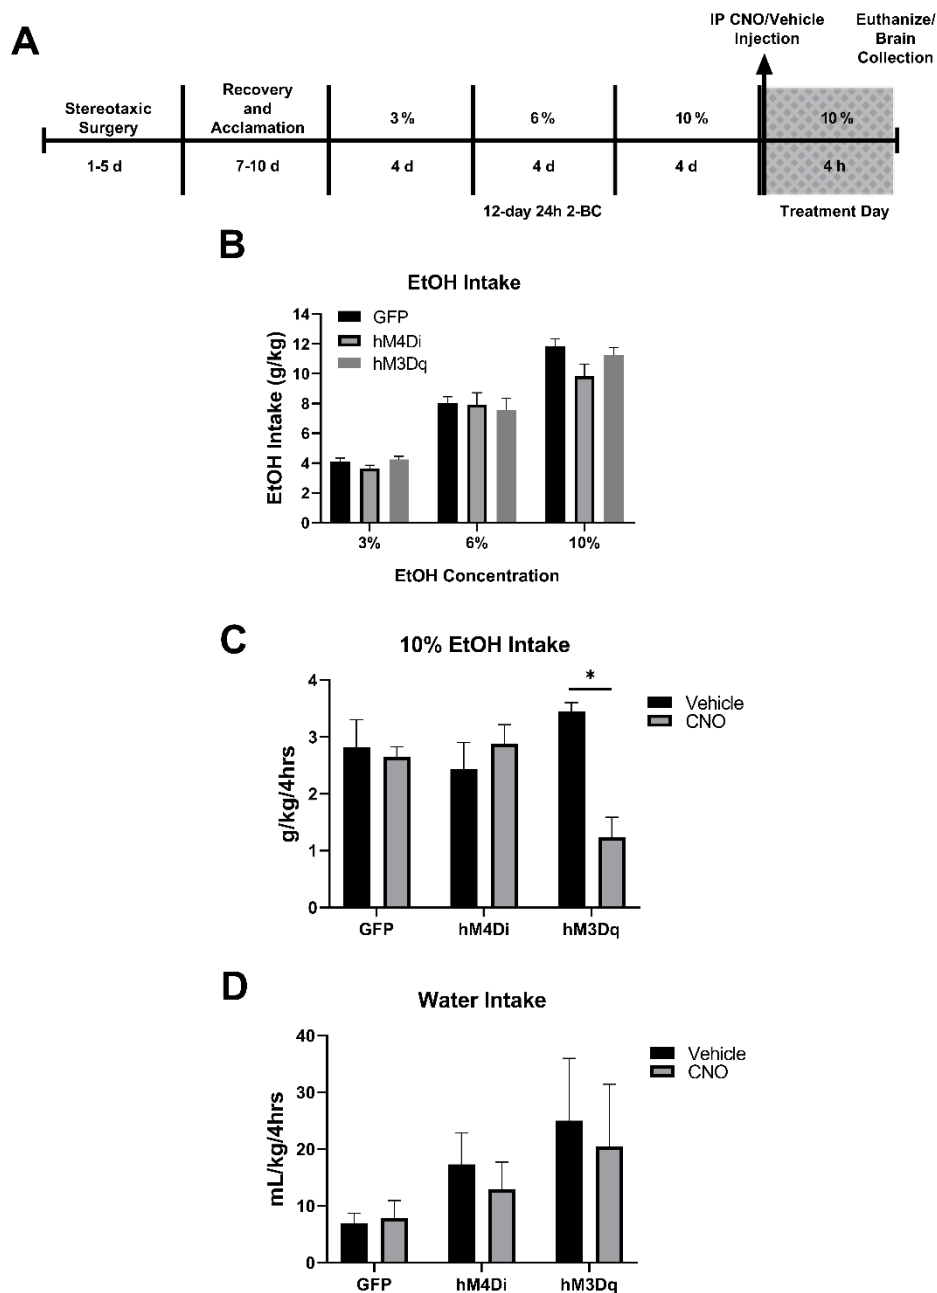 A
IP CNO/Vehicle
Injection
Euthanize/
Brain
Collection
Stereotaxic
Surgery
Recovery
and
Acclamation
3 %
6 %
10 %
10 %
1-5 d
7-10 d
4 d
4 d
4 d
4 h
12-day 24h 2-BC
Treatment Day
B
EtOH Intake
EtOH Intake (g/kg)
14
12
10
8
6
4
2
0
GFP
hM4Di
hM3Dq
3%
6%
10%
EtOH Concentration
C
10% EtOH Intake
g/kg/4hrs
4
3
2
1
0
*
Vehicle
CNO
GFP
hM4Di
hM3Dq
D
Water Intake
mL/kg/4hrs
40
30
20
10
0
Vehicle
CNO
GFP
hM4Di
hM3Dq